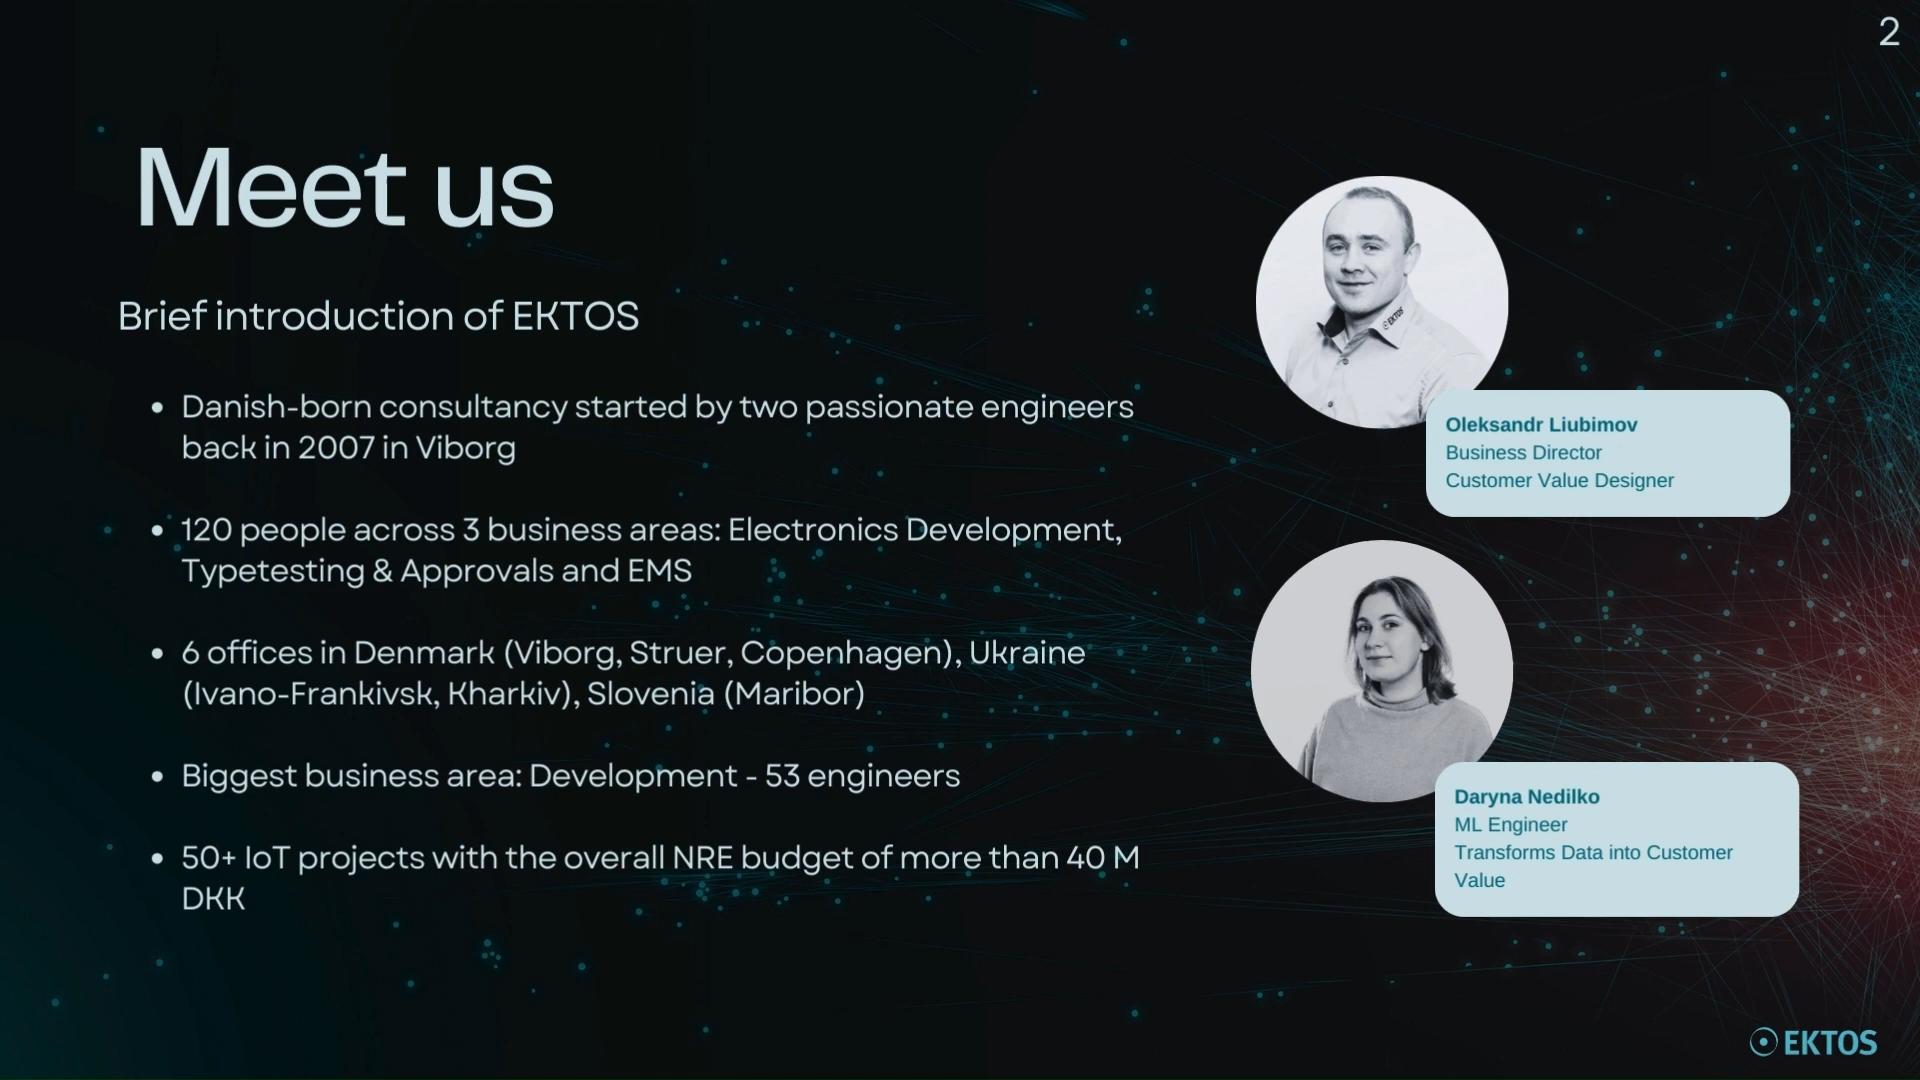 2
Meet us
Brief introduction of EKTOS
• Danish-born consultancy started by two passionate engineers
back in 2007 in Viborg
• 120 people across 3 business areas: Electronics Development,
Typetesting & Approvals and EMS
• 6 offices in Denmark (Viborg, Struer, Copenhagen), Ukraine
(Ivano-Frankivsk, Kharkiv), Slovenia (Maribor)
• Biggest business area: Development - 53 engineers
• 50+ IoT projects with the overall NRE budget of more than 40 M
DKK
EKTOS
Oleksandr Liubimov
Business Director
Customer Value Designer
Daryna Nedilko
ML Engineer
Transforms Data into Customer
Value
EKTOS